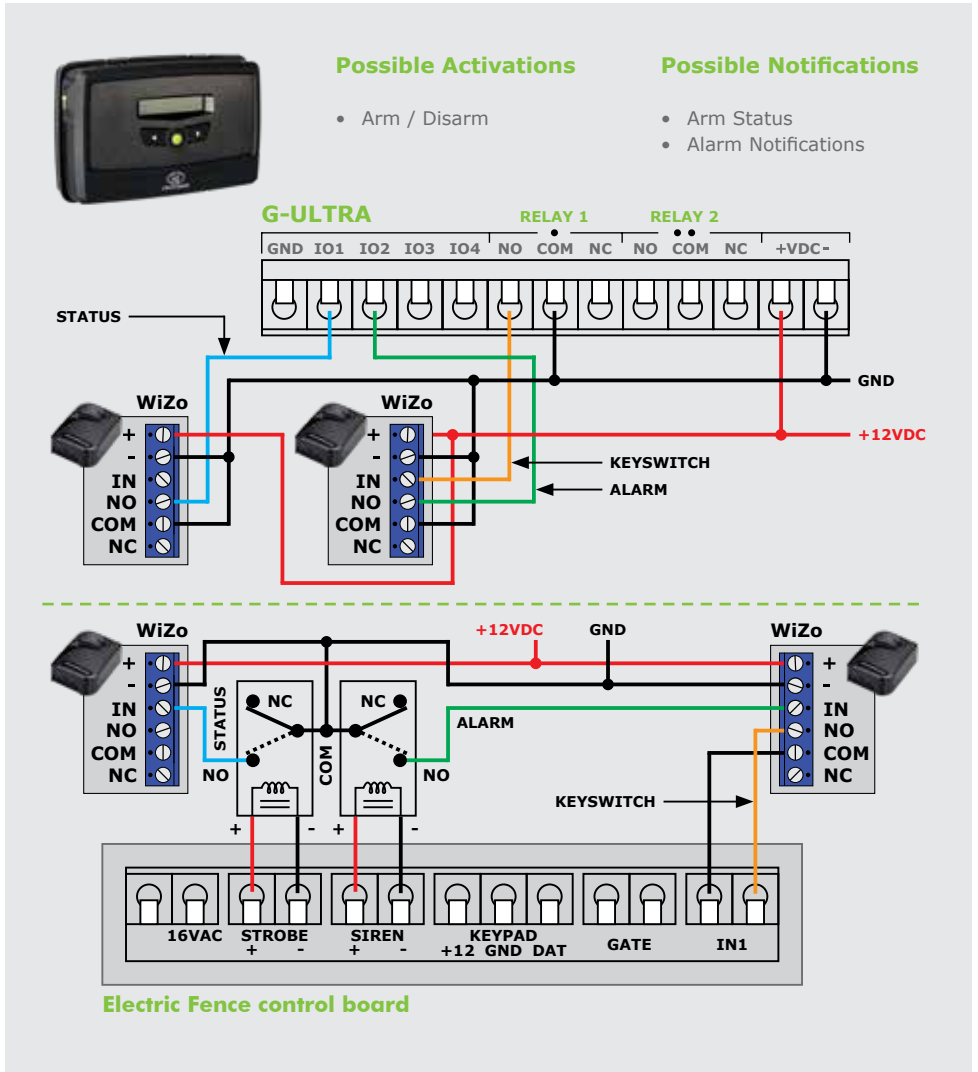 Possible Activations
Possible Notifications
• Arm / Disarm
• Arm Status
• Alarm Notifications
G-ULTRA
RELAY 1
RELAY 2
GND IO1 IO2 IO3 IO4 NO COM NC NO COM NC +VDC-
STATUS
GND
WiZo
WiZo
+12VDC
+
-
IN
NO
COM
NC
+
-
IN
NO
COM
NC
KEYSWITCH
ALARM
WiZo
+12VDC
GND
WiZo
+
-
IN
NO
COM
NC
STATUS
NC
NC
COM
NO
NO
ALARM
+
-
IN
NO
COM
NC
KEYSWITCH
+ - + -
16VAC STROBE SIREN KEYPAD GATE IN1
+ - + - +12 GND DAT
Electric Fence control board